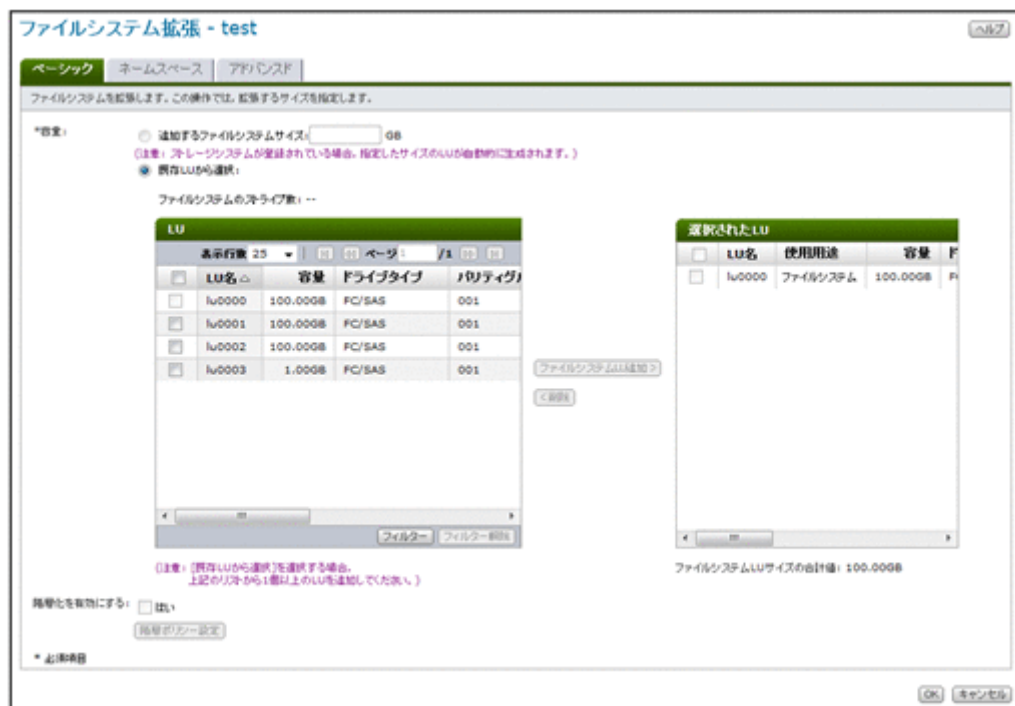 ファイルシステム拡張 - test
ヘルプ
ベーシック ネームスペース アドバンスド
ファイルシステムを拡張します。この操作では、拡張するサイズを指定します。
*容量:
追加するファイルシステムサイズ: GB
(注意: ストレージシステムが登録されている場合、指定したサイズのLUが自動的に生成されます。)
既存LUから選択:
ファイルシステムのストライプ数: --
LU
表示行数 25 ページ 1 /1
LU名 容量 ドライブタイプ パリティグル
lu0000 100.00GB FC/SAS 001
lu0001 100.00GB FC/SAS 001
lu0002 100.00GB FC/SAS 001
lu0003 1.00GB FC/SAS 001
フィルター フィルター解除
(注意: [既存LUから選択]を選択する場合、
上記のリストから1個以上のLUを追加してください。)
ファイルシステムLU追加 >
< 削除
選択されたLU
LU名 使用用途 容量 ド
lu0000 ファイルシステム 100.00GB FC
ファイルシステムLUサイズの合計値: 100.00GB
階層化を有効にする: はい
階層ポリシー設定
* 必須項目
OK キャンセル